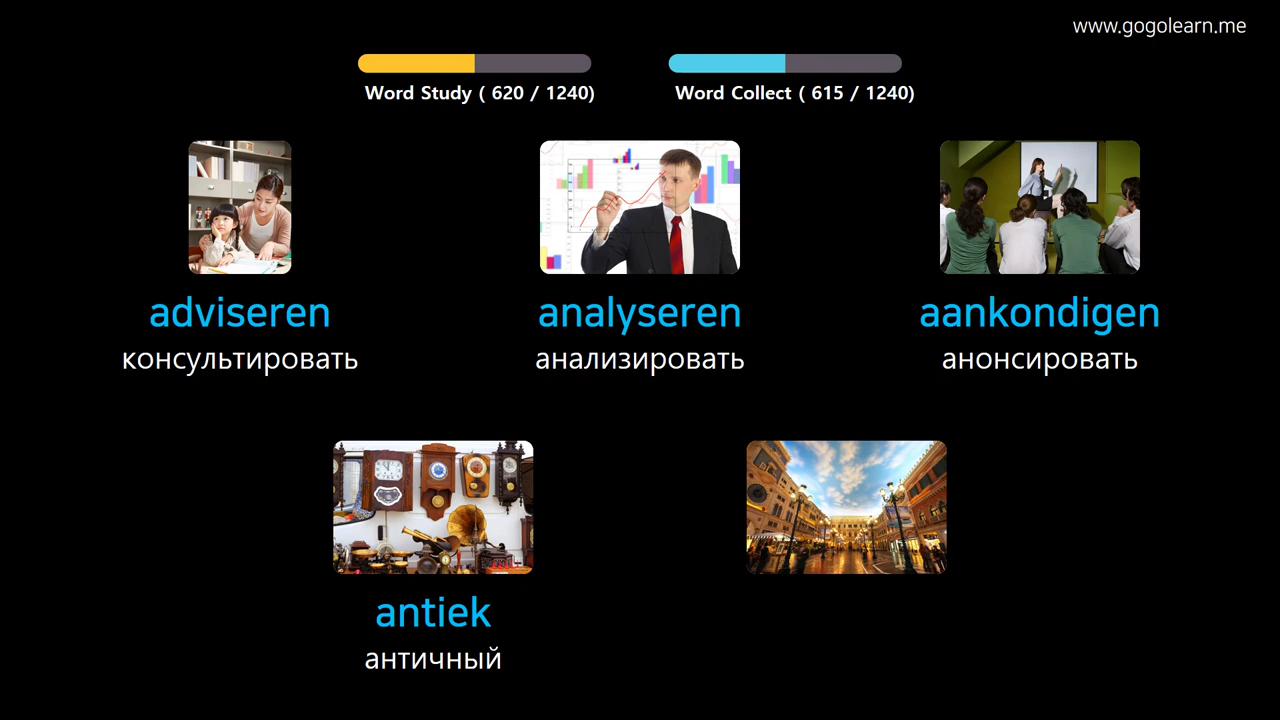 www.gogolearn.me
Word Study ( 620 / 1240)
Word Collect ( 615 / 1240)
adviseren
консультировать
analyseren
анализировать
aankondigen
анонсировать
antiek
античный